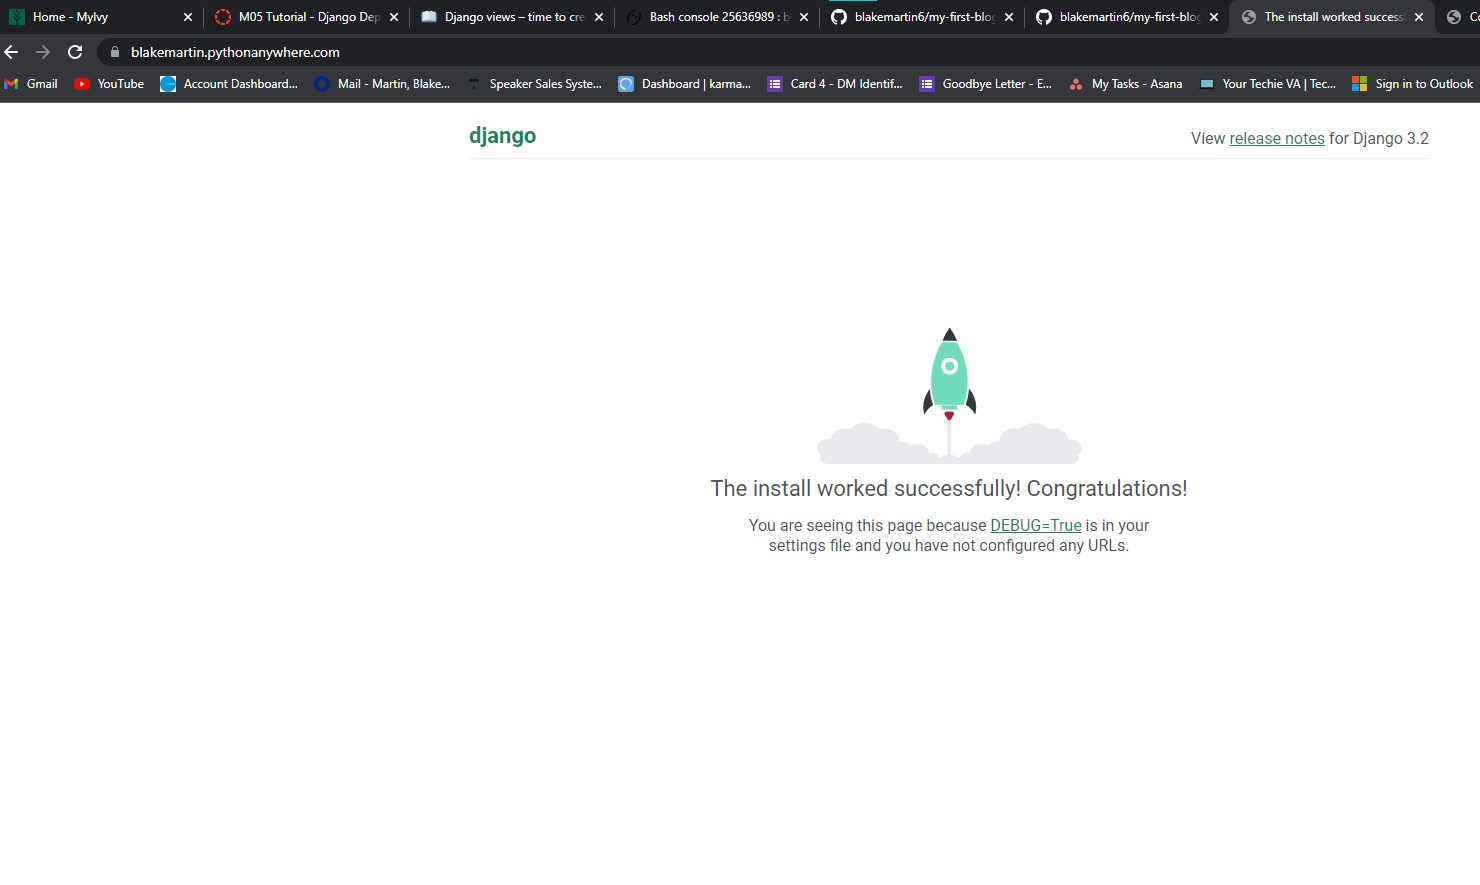 Home - MyIvy
M05 Tutorial - Django Dep
Django views – time to cre
Bash console 25636989 : b
blakemartin6/my-first-blog
blakemartin6/my-first-blog
The install worked successf
blakemartin.pythonanywhere.com
Gmail
YouTube
Account Dashboard...
Mail - Martin, Blake...
Speaker Sales Syste...
Dashboard | karma...
Card 4 - DM Identif...
Goodbye Letter - E...
My Tasks - Asana
Your Techie VA | Tec...
Sign in to Outlook
django
View release notes for Django 3.2
The install worked successfully! Congratulations!
You are seeing this page because DEBUG=True is in your
settings file and you have not configured any URLs.